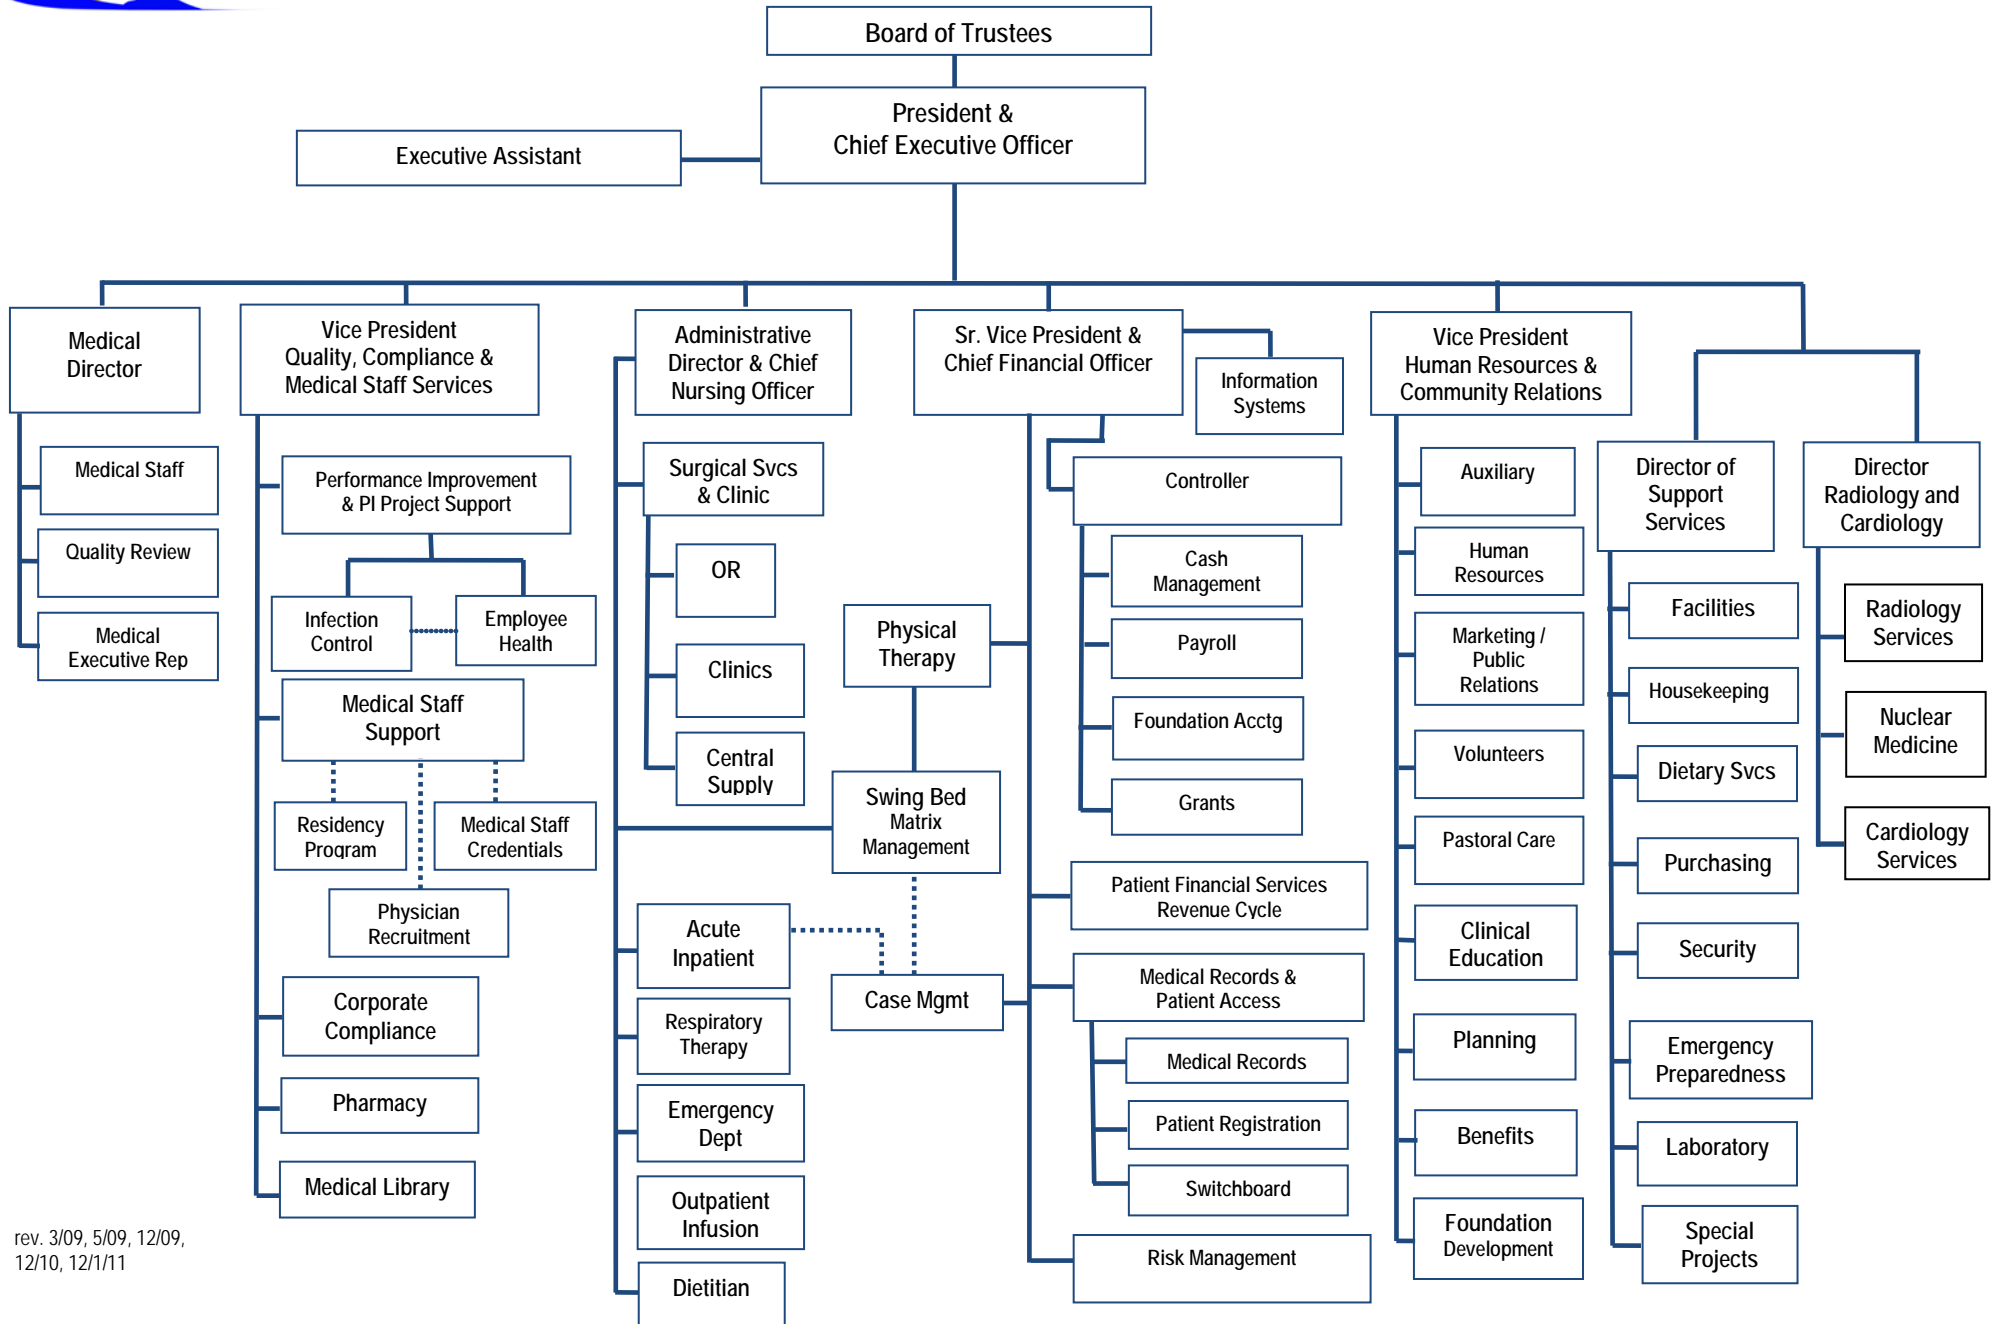 Board of Trustees
President &
Chief Executive Officer
Executive Assistant
Medical
Director
Medical Staff
Quality Review
Medical
Executive Rep
Vice President
Quality, Compliance &
Medical Staff Services
Performance Improvement
& PI Project Support
Infection
Control
Employee
Health
Medical Staff
Support
Residency
Program
Medical Staff
Credentials
Physician
Recruitment
Corporate
Compliance
Pharmacy
Medical Library
Administrative
Director & Chief
Nursing Officer
Surgical Svcs
& Clinic
OR
Clinics
Central
Supply
Acute
Inpatient
Respiratory
Therapy
Emergency
Dept
Outpatient
Infusion
Dietitian
Physical
Therapy
Swing Bed
Matrix
Management
Case Mgmt
Sr. Vice President &
Chief Financial Officer
Information
Systems
Controller
Cash
Management
Payroll
Foundation Acctg
Grants
Patient Financial Services
Revenue Cycle
Medical Records &
Patient Access
Medical Records
Patient Registration
Switchboard
Risk Management
Vice President
Human Resources &
Community Relations
Auxiliary
Human
Resources
Marketing /
Public
Relations
Volunteers
Pastoral Care
Clinical
Education
Planning
Benefits
Foundation
Development
Director of
Support
Services
Facilities
Housekeeping
Dietary Svcs
Purchasing
Security
Emergency
Preparedness
Laboratory
Special
Projects
Director
Radiology and
Cardiology
Radiology
Services
Nuclear
Medicine
Cardiology
Services
rev. 3/09, 5/09, 12/09,
12/10, 12/1/11